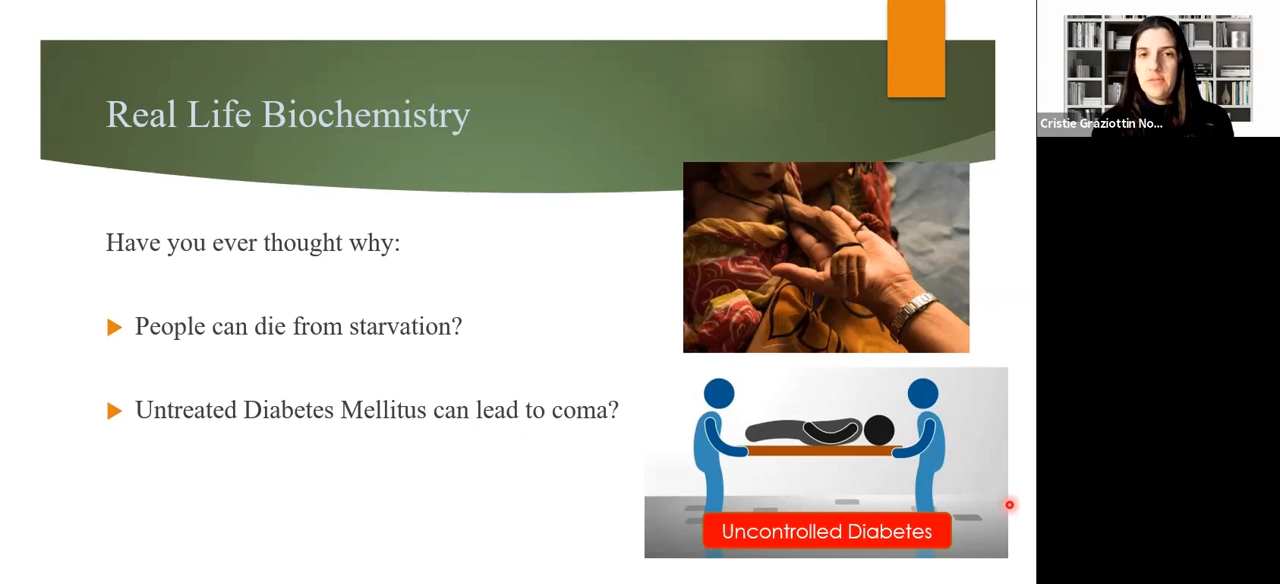 Real Life Biochemistry
Have you ever thought why:
People can die from starvation?
Untreated Diabetes Mellitus can lead to coma?
Uncontrolled Diabetes
Cristie Graziottin No...